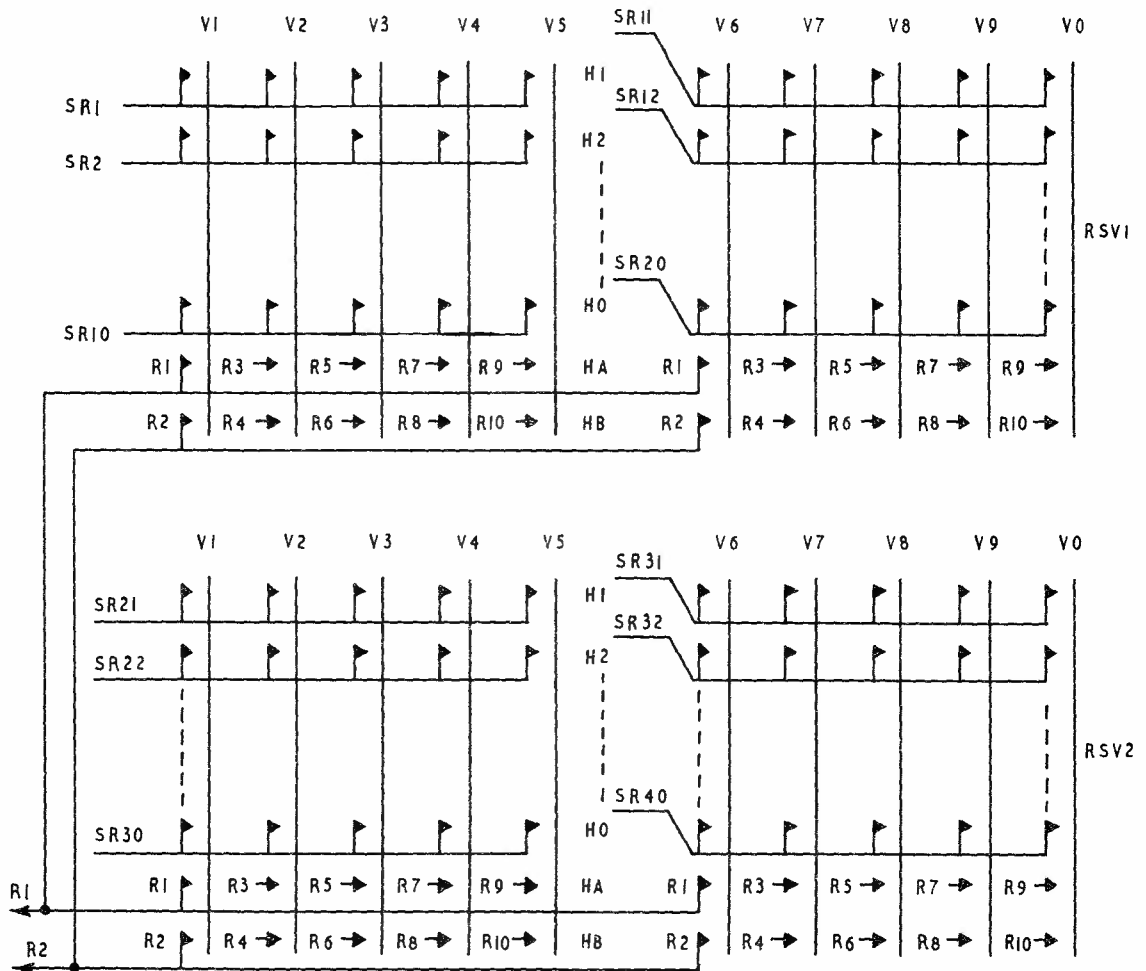 V1 V2 V3 V4 V5 SR11 V6 V7 V8 V9 V0
SR1 H1 SR12
SR2 H2
RSV1
SR20
SR10 H0
R1 R3 R5 R7 R9 HA R1 R3 R5 R7 R9
R2 R4 R6 R8 R10 HB R2 R4 R6 R8 R10
V1 V2 V3 V4 V5 V6 V7 V8 V9 V0
SR31
SR21 H1
SR32
SR22 H2
RSV2
SR40
SR30 H0
R1 R1 R3 R5 R7 R9 HA R1 R3 R5 R7 R9
R2 R2 R4 R6 R8 R10 HB R2 R4 R6 R8 R10